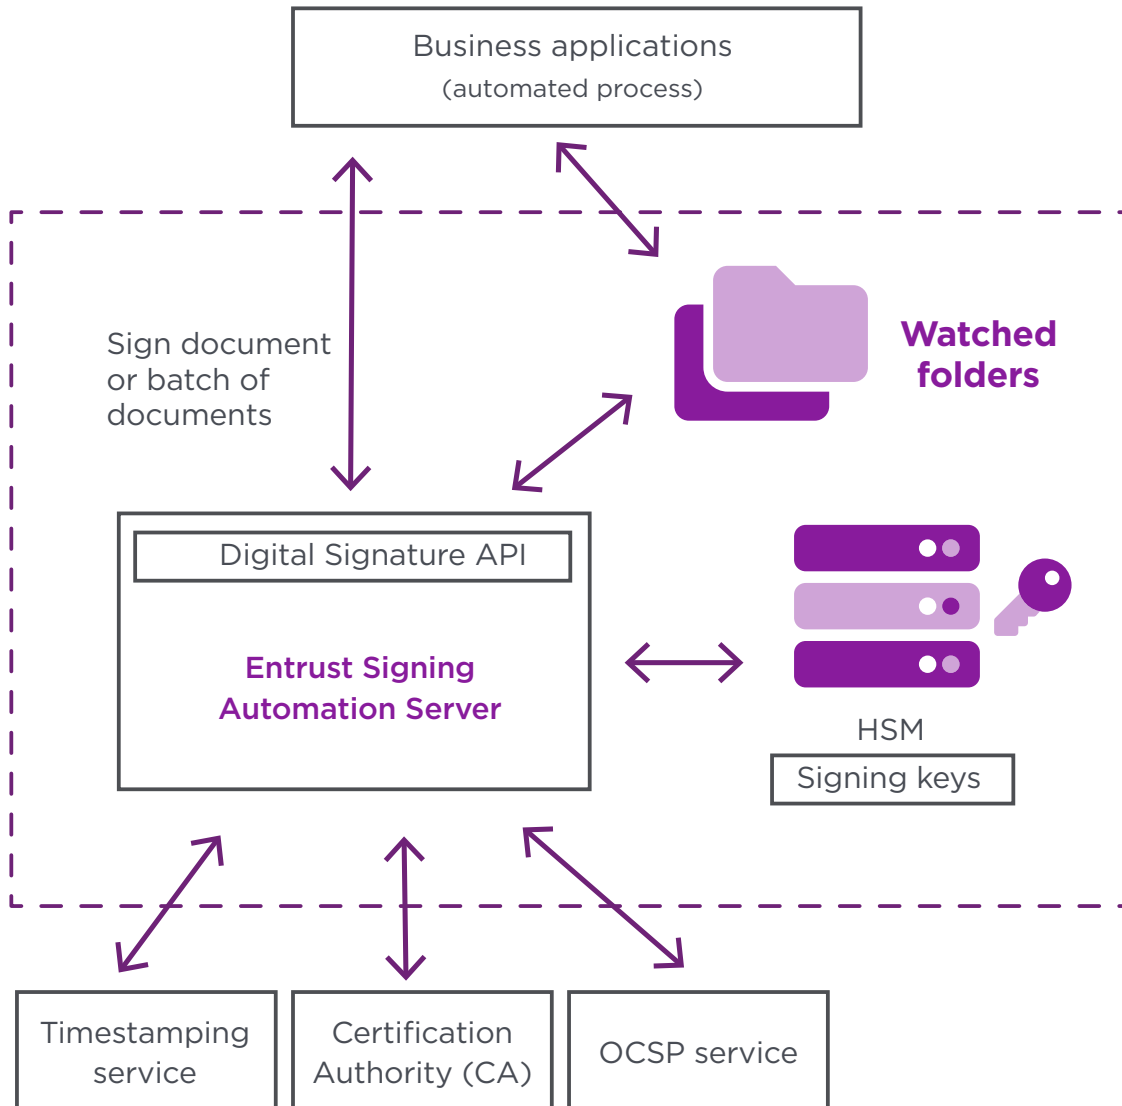 Business applications
(automated process)
Sign document
or batch of
documents
Watched
folders
Digital Signature API
Entrust Signing
Automation Server
HSM
Signing keys
Timestamping
service
Certification
Authority (CA)
OCSP service